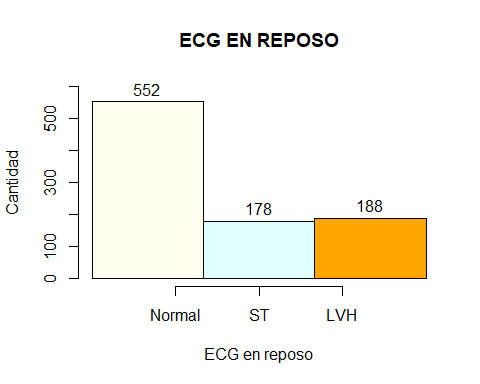 ECG EN REPOSO
552
178
188
Cantidad
500
300
100
0
Normal ST LVH
ECG en reposo